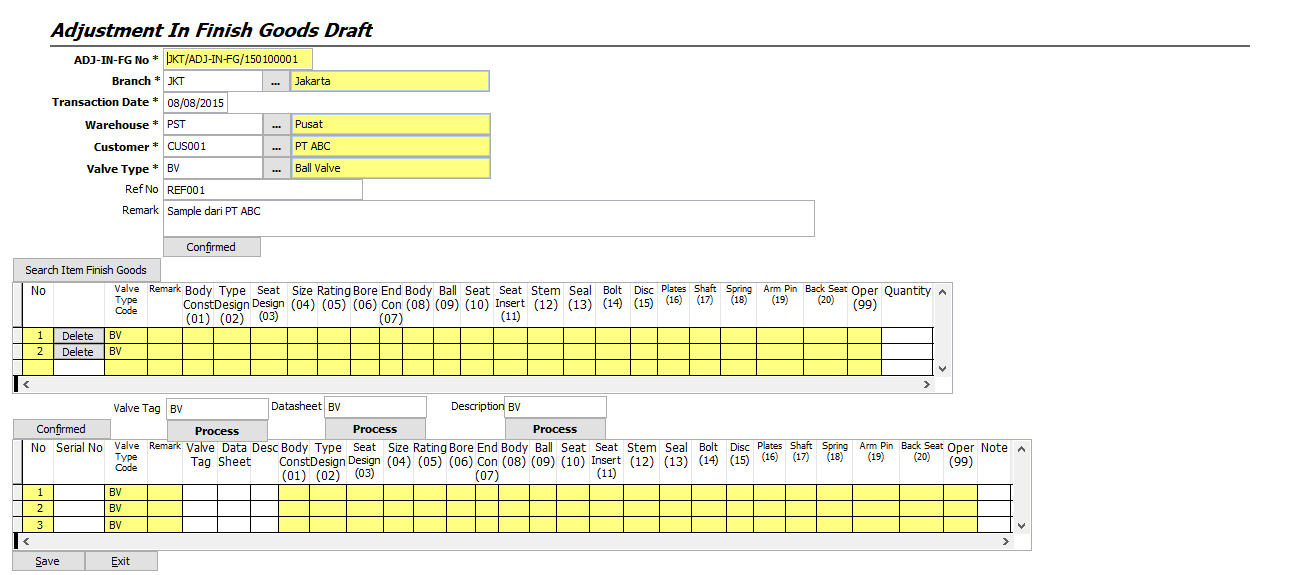 Adjustment In Finish Goods Draft
ADJ-IN-FG No * JKT/ADJ-IN-FG/150100001
Branch * JKT ... Jakarta
Transaction Date * 08/08/2015
Warehouse * PST ... Pusat
Customer * CUS001 ... PT ABC
Valve Type * BV ... Ball Valve
Ref No REF001
Remark Sample dari PT ABC
Confirmed
Search Item Finish Goods
No Valve Type Code Remark Body Const (01) Type Design (02) Seat Design (03) Size (04) Rating (05) Bore (06) End Con (07) Body (08) Ball (09) Seat (10) Seat Insert (11) Stem (12) Seal (13) Bolt (14) Disc (15) Plates (16) Shaft (17) Spring (18) Arm Pin (19) Back Seat (20) Oper (99) Quantity
1 Delete BV
2 Delete BV
Valve Tag BV Datasheet BV Description BV
Confirmed Process Process Process
No Serial No Valve Type Code Remark Valve Tag Data Sheet Desc Body Const (01) Type Design (02) Seat Design (03) Size (04) Rating (05) Bore (06) End Con (07) Body (08) Ball (09) Seat (10) Seat Insert (11) Stem (12) Seal (13) Bolt (14) Disc (15) Plates (16) Shaft (17) Spring (18) Arm Pin (19) Back Seat (20) Oper (99) Note
1 BV
2 BV
3 BV
Save Exit